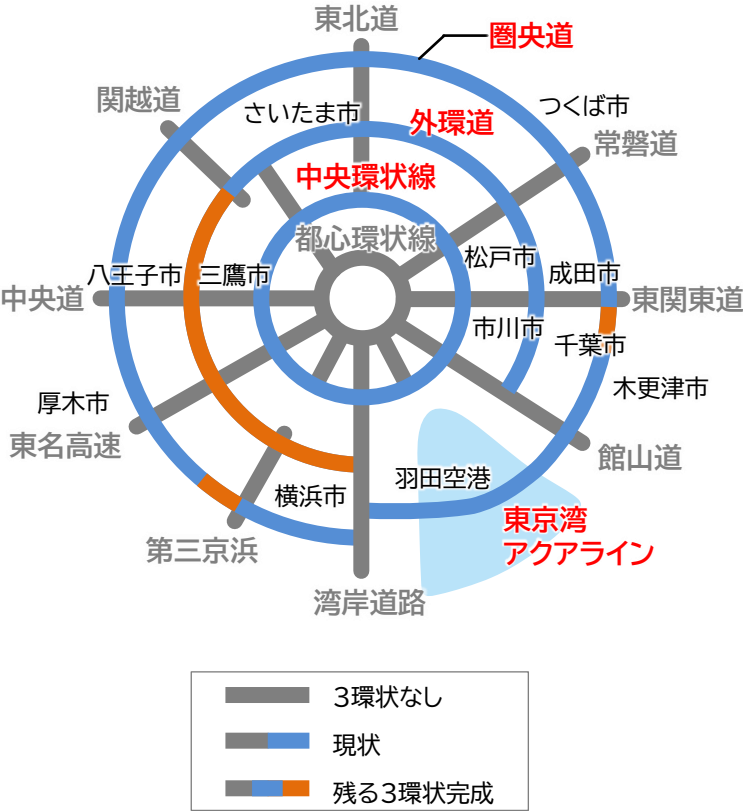 東北道
圏央道
関越道
さいたま市
外環道
つくば市
常磐道
中央環状線
都心環状線
松戸市
八王子市
三鷹市
成田市
中央道
東関東道
市川市
千葉市
厚木市
木更津市
東名高速
館山道
羽田空港
横浜市
東京湾
アクアライン
第三京浜
湾岸道路
3環状なし
現状
残る3環状完成